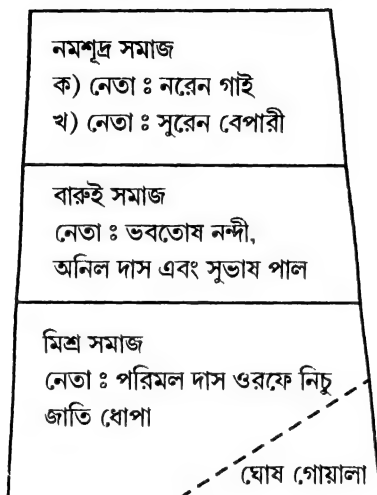 নমশূদ্র সমাজ
ক) নেতা ঃ নরেন গাই
খ) নেতা ঃ সুরেন বেপারী
বারুই সমাজ
নেতা ঃ ভবতোষ নন্দী,
অনিল দাস এবং সুভাষ পাল
মিশ্র সমাজ
নেতা ঃ পরিমল দাস ওরফে নিচু
জাতি ধোপা
ঘোষ গোয়ালা